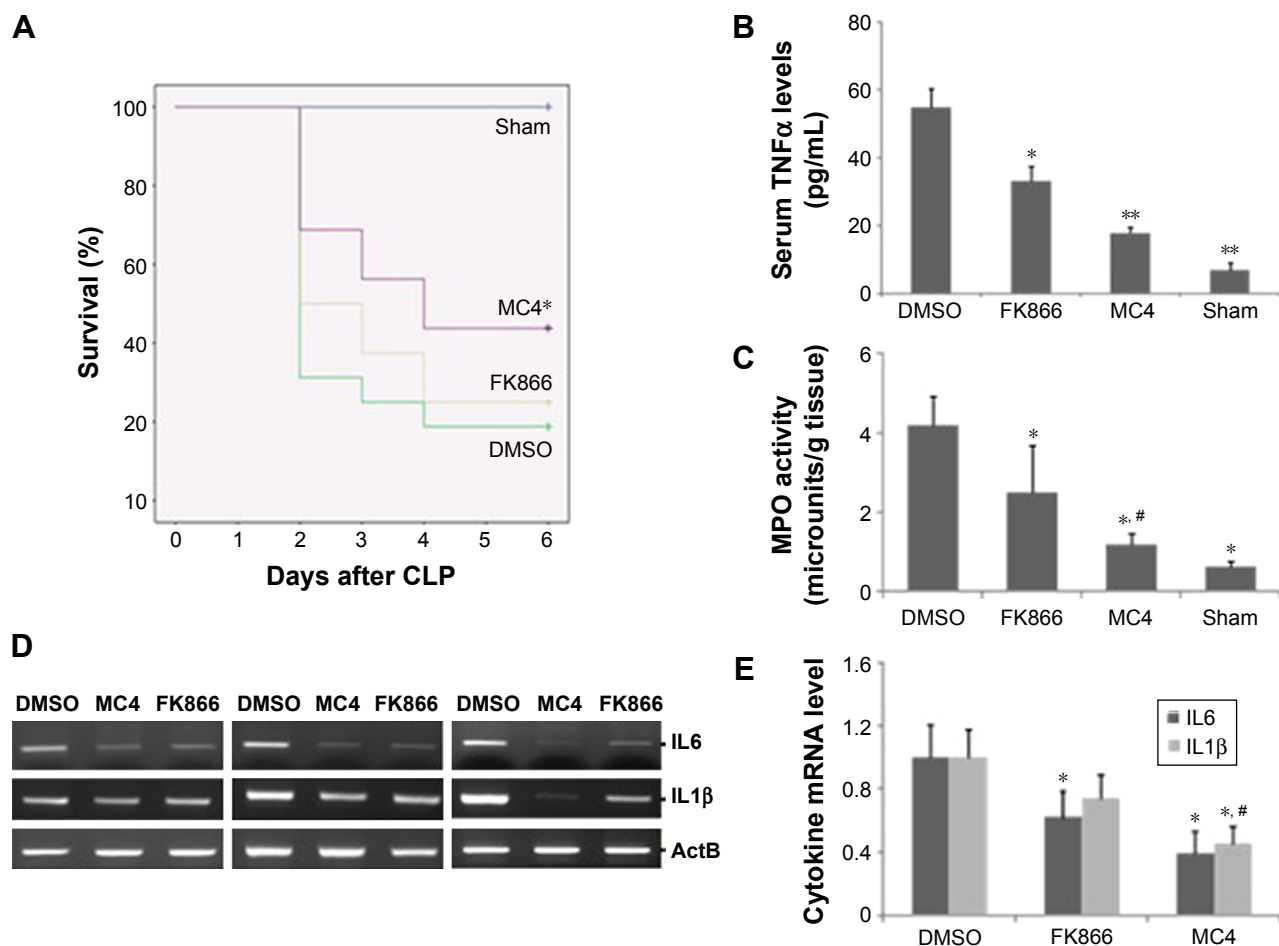 A
Survival (%)
100
80
60
40
20
10
Sham
MC4*
FK866
DMSO
0 1 2 3 4 5 6
Days after CLP
B
Serum TNFα levels
(pg/mL)
80
60
40
20
0
*
**
**
DMSO FK866 MC4 Sham
C
MPO activity
(microunits/g tissue)
6
4
2
0
*
*, #
*
DMSO FK866 MC4 Sham
D
DMSO MC4 FK866 DMSO MC4 FK866 DMSO MC4 FK866
IL6
IL1β
ActB
E
Cytokine mRNA level
1.6
1.2
0.8
0.4
0
IL6
IL1β
*
*
*, #
DMSO FK866 MC4